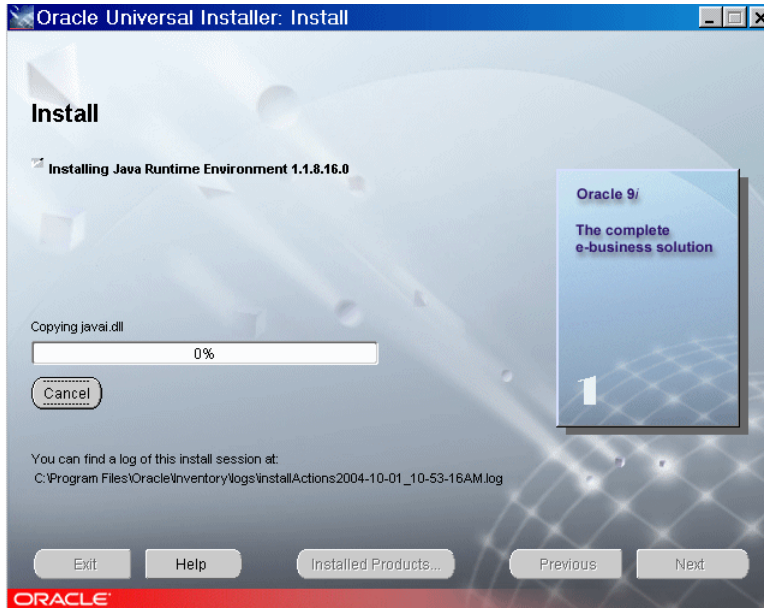 Oracle Universal Installer: Install
Install
Installing Java Runtime Environment 1.1.8.16.0
Oracle 9i
The complete
e-business solution
Copying javai.dll
0%
Cancel
1
You can find a log of this install session at:
C:\Program Files\Oracle\Inventory\logs\installActions2004-10-01_10-53-16AM.log
Exit
Help
Installed Products...
Previous
Next
ORACLE